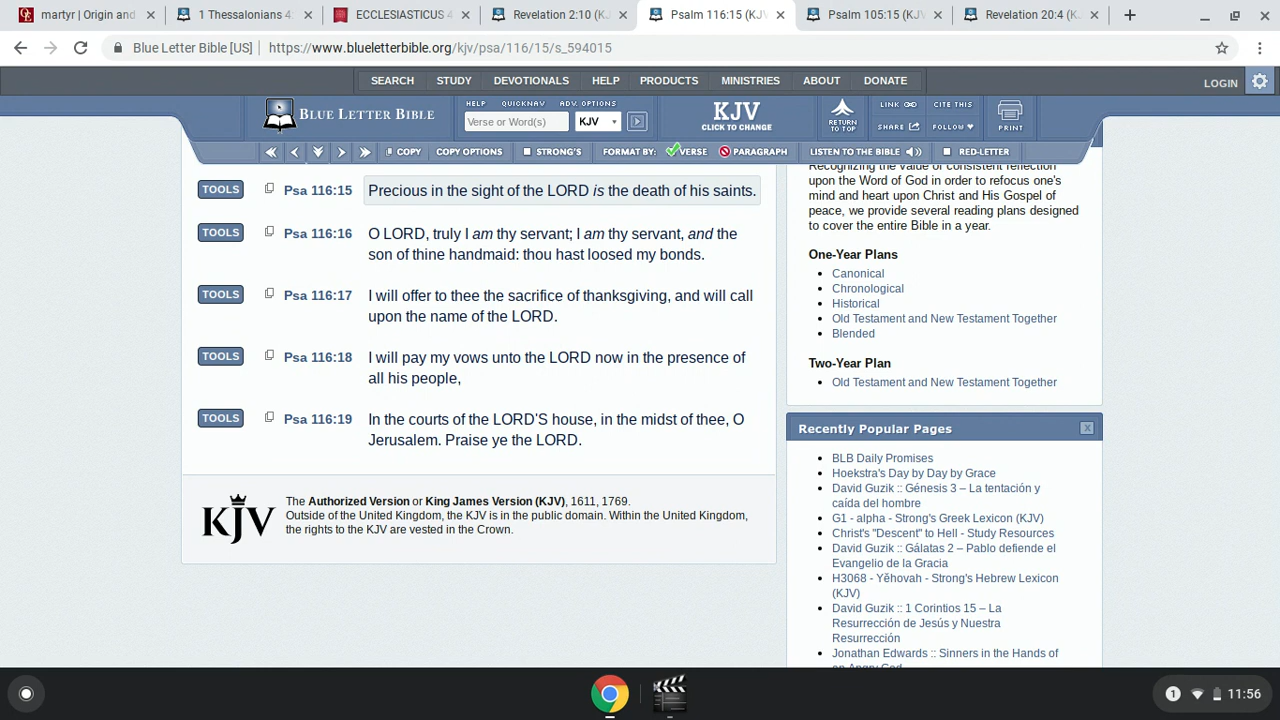 martyr | Origin and
1 Thessalonians 4:
ECCLESIASTICUS 4
Revelation 2:10 (KJ
Psalm 116:15 (KJV
Psalm 105:15 (KJV
Revelation 20:4 (KJ
Blue Letter Bible [US]
https://www.blueletterbible.org/kjv/psa/116/15/s_594015
SEARCH STUDY DEVOTIONALS HELP PRODUCTS MINISTRIES ABOUT DONATE
LOGIN
BLUE LETTER BIBLE
HELP QUICKNAV ADV. OPTIONS
Verse or Word(s) KJV
KJV
CLICK TO CHANGE
RETURN
TO TOP
LINK CITE THIS
SHARE FOLLOW
PRINT
COPY COPY OPTIONS STRONG'S FORMAT BY: VERSE PARAGRAPH LISTEN TO THE BIBLE RED-LETTER
TOOLS Psa 116:15 Precious in the sight of the LORD is the death of his saints.
TOOLS Psa 116:16 O LORD, truly I am thy servant; I am thy servant, and the
son of thine handmaid: thou hast loosed my bonds.
TOOLS Psa 116:17 I will offer to thee the sacrifice of thanksgiving, and will call
upon the name of the LORD.
TOOLS Psa 116:18 I will pay my vows unto the LORD now in the presence of
all his people,
TOOLS Psa 116:19 In the courts of the LORD'S house, in the midst of thee, O
Jerusalem. Praise ye the LORD.
KJV
The Authorized Version or King James Version (KJV), 1611, 1769.
Outside of the United Kingdom, the KJV is in the public domain. Within the United Kingdom,
the rights to the KJV are vested in the Crown.
Recognizing the value of consistent reflection
upon the Word of God in order to refocus one's
mind and heart upon Christ and His Gospel of
peace, we provide several reading plans designed
to cover the entire Bible in a year.
One-Year Plans
Canonical
Chronological
Historical
Old Testament and New Testament Together
Blended
Two-Year Plan
Old Testament and New Testament Together
Recently Popular Pages x
BLB Daily Promises
Hoekstra's Day by Day by Grace
David Guzik :: Génesis 3 – La tentación y
caída del hombre
G1 - alpha - Strong's Greek Lexicon (KJV)
Christ's "Descent" to Hell - Study Resources
David Guzik :: Gálatas 2 – Pablo defiende el
Evangelio de la Gracia
H3068 - Yĕhovah - Strong's Hebrew Lexicon
(KJV)
David Guzik :: 1 Corintios 15 – La
Resurrección de Jesús y Nuestra
Resurrección
Jonathan Edwards :: Sinners in the Hands of
an Angry God
1 11:56